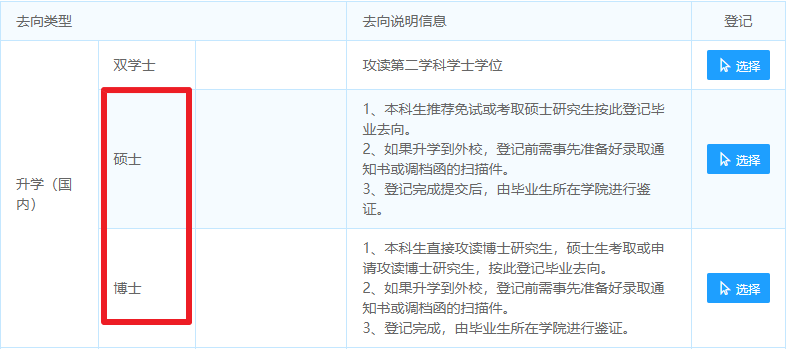 去向类型
去向说明信息
登记
升学（国
内）
双学士
攻读第二学科学士学位
选择
硕士
1、本科生推荐免试或考取硕士研究生按此登记毕
业去向。
2、如果升学到外校，登记前需事先准备好录取通
知书或调档函的扫描件。
3、登记完成提交后，由毕业生所在学院进行鉴
证。
选择
博士
1、本科生直接攻读博士研究生，硕士生考取或申
请攻读博士研究生，按此登记毕业去向。
2、如果升学到外校，登记前需事先准备好录取通
知书或调档函的扫描件。
3、登记完成，由毕业生所在学院进行鉴证。
选择